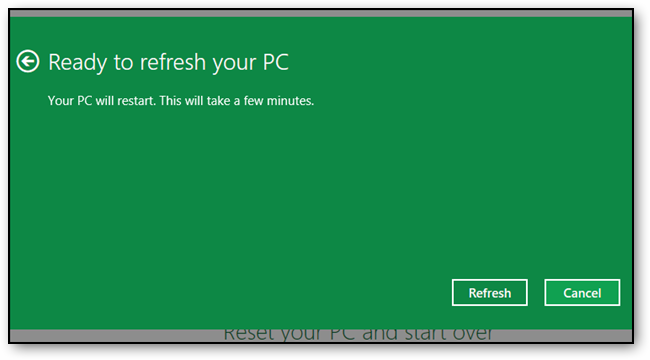 Ready to refresh your PC
Your PC will restart. This will take a few minutes.
Refresh
Cancel
Reset your PC and start over